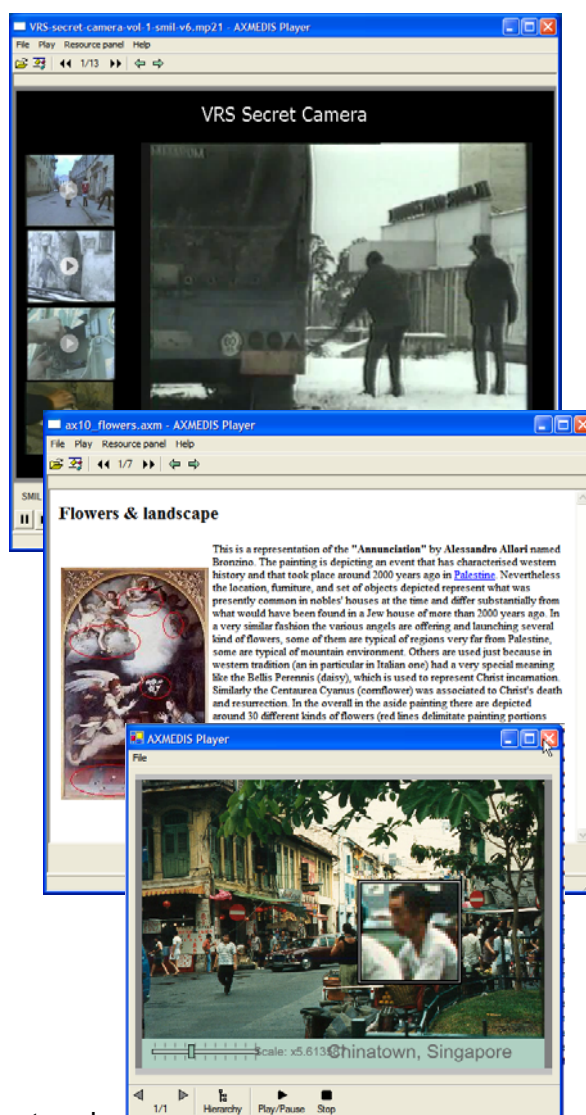 VRS-secret-camera-vol-1-smil-v6.mp21 - AXMEDIS Player
File Play Resource panel Help
1/13
VRS Secret Camera
SMIL
ax10_flowers.axm - AXMEDIS Player
File Play Resource panel Help
1/7
Flowers & landscape
This is a representation of the "Annunciation" by Alessandro Allori named
Bronzino. The painting is depicting an event that has characterised western
history and that took place around 2000 years ago in Palestine. Nevertheless
the location, furniture, and set of objects depicted represent what was
presently common in nobles' houses at the time and differ substantially from
what would have been found in a Jew house of more than 2000 years ago. In
a very similar fashion the various angels are offering and launching several
kind of flowers, some of them are typical of regions very far from Palestine,
some are typical of mountain environment. Others are used just because in
western tradition (an in particular in Italian one) had a very special meaning
like the Bellis Perennis (daisy), which is used to represent Christ incarnation.
Similarly the Centaurea Cyanus (cornflower) was associated to Christ's death
and resurrection. In the overall in the aside painting there are depicted
around 30 different kinds of flowers (red lines delimitate painting portions
AXMEDIS Player
File
Scale: x5.613
Chinatown, Singapore
1/1 Hierarchy Play/Pause Stop